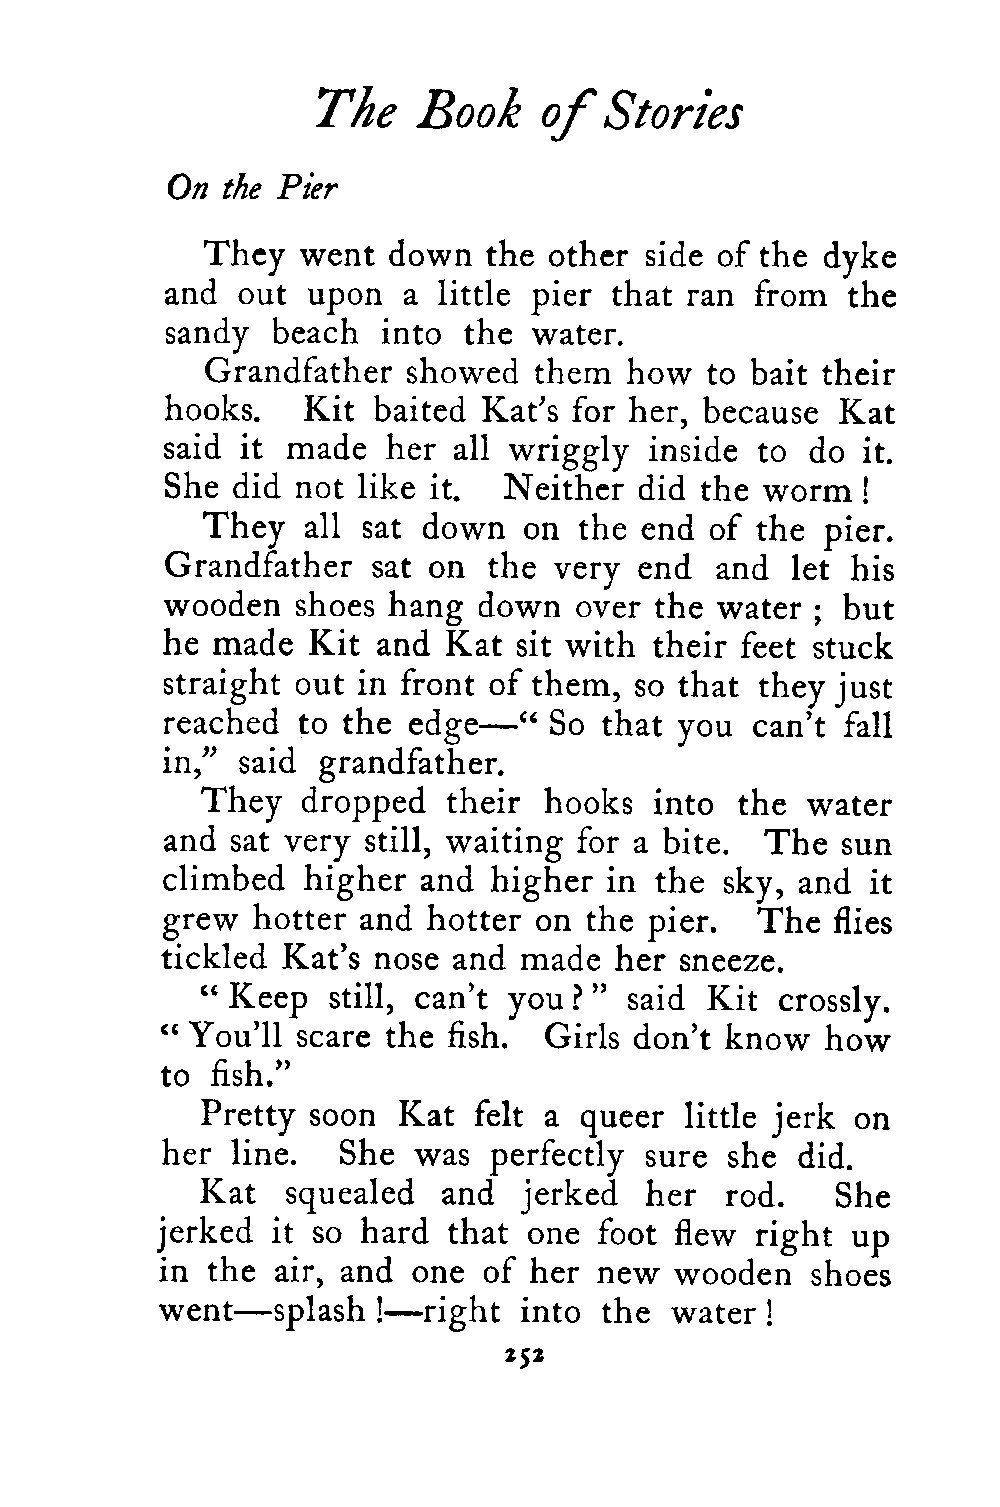 The Book of Stories
On the Pier
They went down the other side of the dyke
and out upon a little pier that ran from the
sandy beach into the water.
Grandfather showed them how to bait their
hooks. Kit baited Kat's for her, because Kat
said it made her all wriggly inside to do it.
She did not like it. Neither did the worm !
They all sat down on the end of the pier.
Grandfather sat on the very end and let his
wooden shoes hang down over the water ; but
he made Kit and Kat sit with their feet stuck
straight out in front of them, so that they just
reached to the edge—“ So that you can't fall
in,” said grandfather.
They dropped their hooks into the water
and sat very still, waiting for a bite. The sun
climbed higher and higher in the sky, and it
grew hotter and hotter on the pier. The flies
tickled Kat's nose and made her sneeze.
“ Keep still, can't you ? ” said Kit crossly.
“ You'll scare the fish. Girls don't know how
to fish.”
Pretty soon Kat felt a queer little jerk on
her line. She was perfectly sure she did.
Kat squealed and jerked her rod. She
jerked it so hard that one foot flew right up
in the air, and one of her new wooden shoes
went—splash !—right into the water !
252